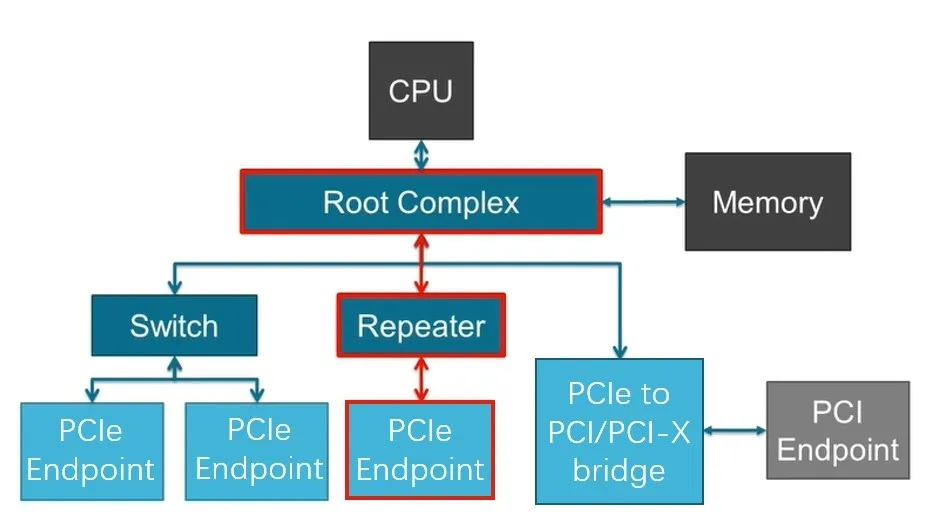 CPU
Root Complex
Memory
Switch
Repeater
PCIe
Endpoint
PCIe
Endpoint
PCIe
Endpoint
PCIe to
PCI/PCI-X
bridge
PCI
Endpoint